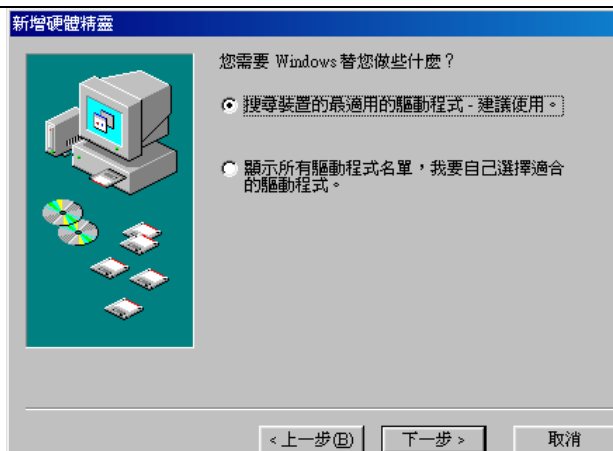 新增硬體精靈
您需要 Windows 替您做些什麼？
搜尋裝置的最適用的驅動程式 - 建議使用。
顯示所有驅動程式名單，我要自己選擇適合
的驅動程式。
< 上一步(B)
下一步 >
取消